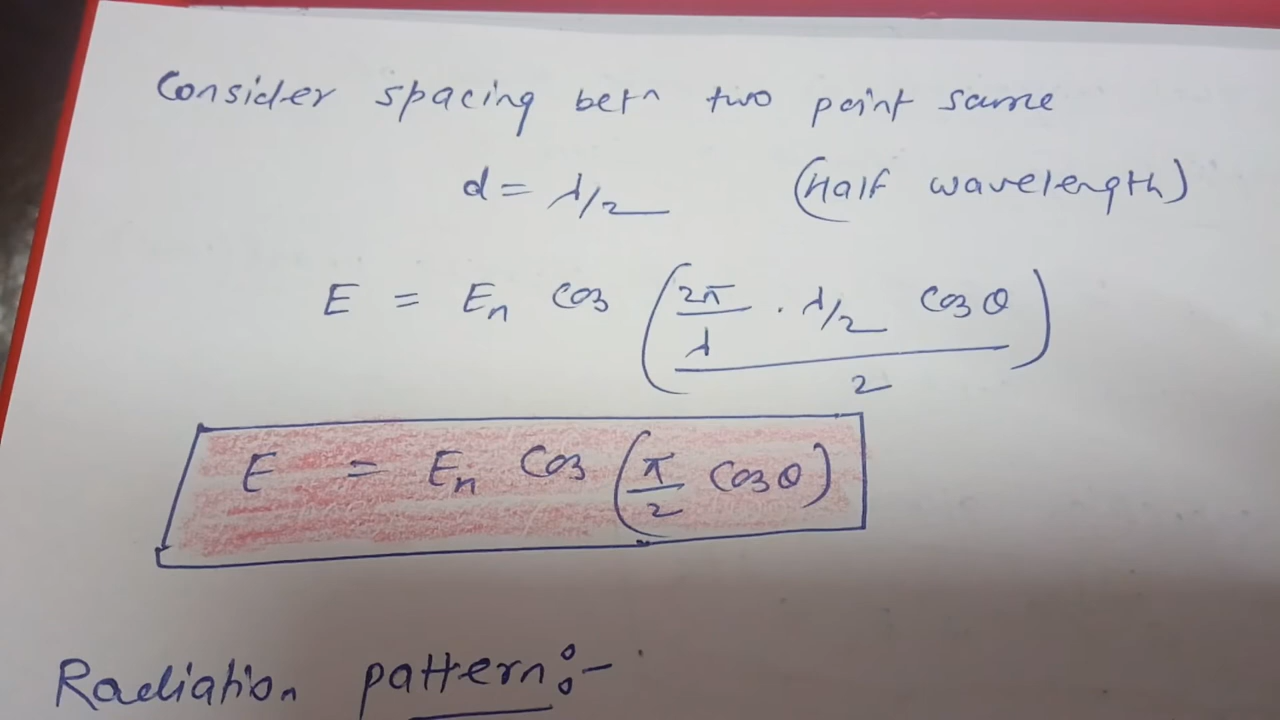 Consider spacing betn two point source
d = λ/2 (Half wavelength)
E = En Cos (2π/λ . λ/2 Cos θ / 2)
E = En Cos (π/2 Cos θ)
Radiation pattern:-